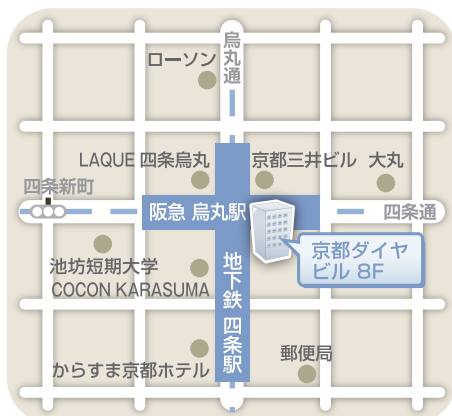 ローソン
烏丸通
LAQUE 四条烏丸
京都三井ビル
大丸
四条新町
阪急 烏丸駅
四条通
京都ダイヤ
ビル 8F
池坊短期大学
COCON KARASUMA
地下鉄 四条駅
からすま京都ホテル
郵便局